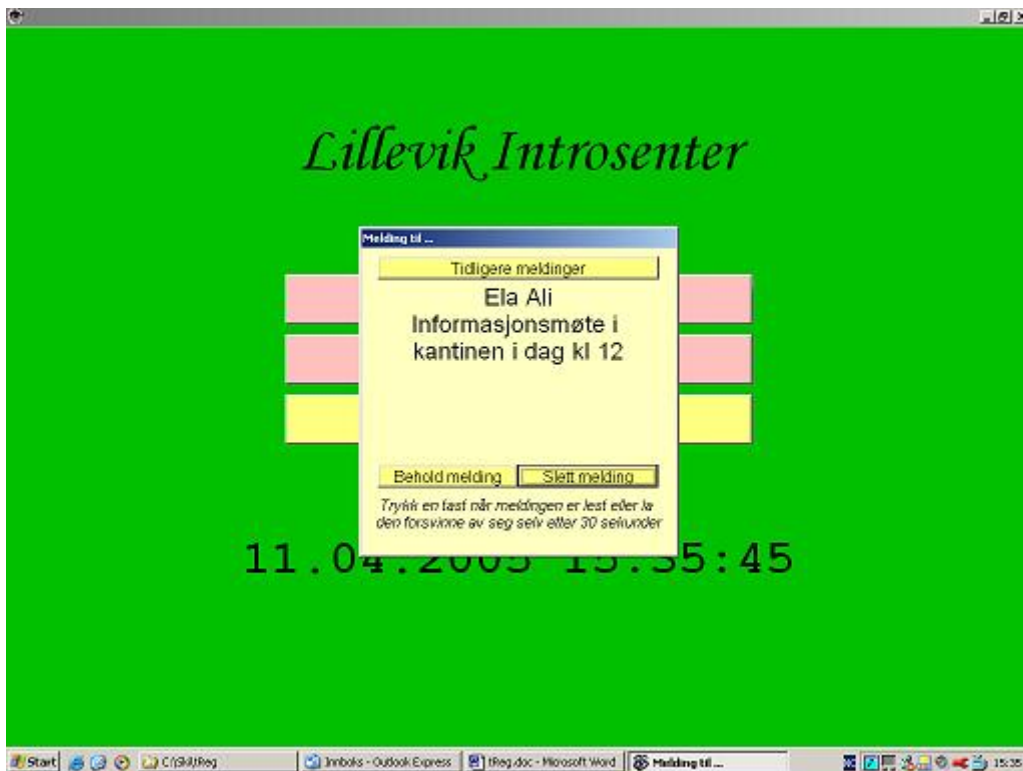 Lillevik Introsenter
Melding til ...
Tidligere meldinger
Ela Ali
Informasjonsmøte i
kantinen i dag kl 12
Behold melding
Slett melding
Trykk en tast når meldingen er lest eller la
den forsvinne av seg selv etter 30 sekunder
11.04.2005 15:35:45
Start
C:\Skil\tReg
Innboks - Outlook Express
tReg.doc - Microsoft Word
Melding til ...
15:35